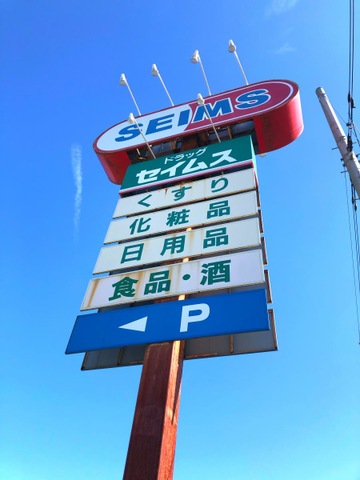 SEIMS
ドラッグ
セイムス
くすり
化粧品
日用品
食品・酒
◀ P